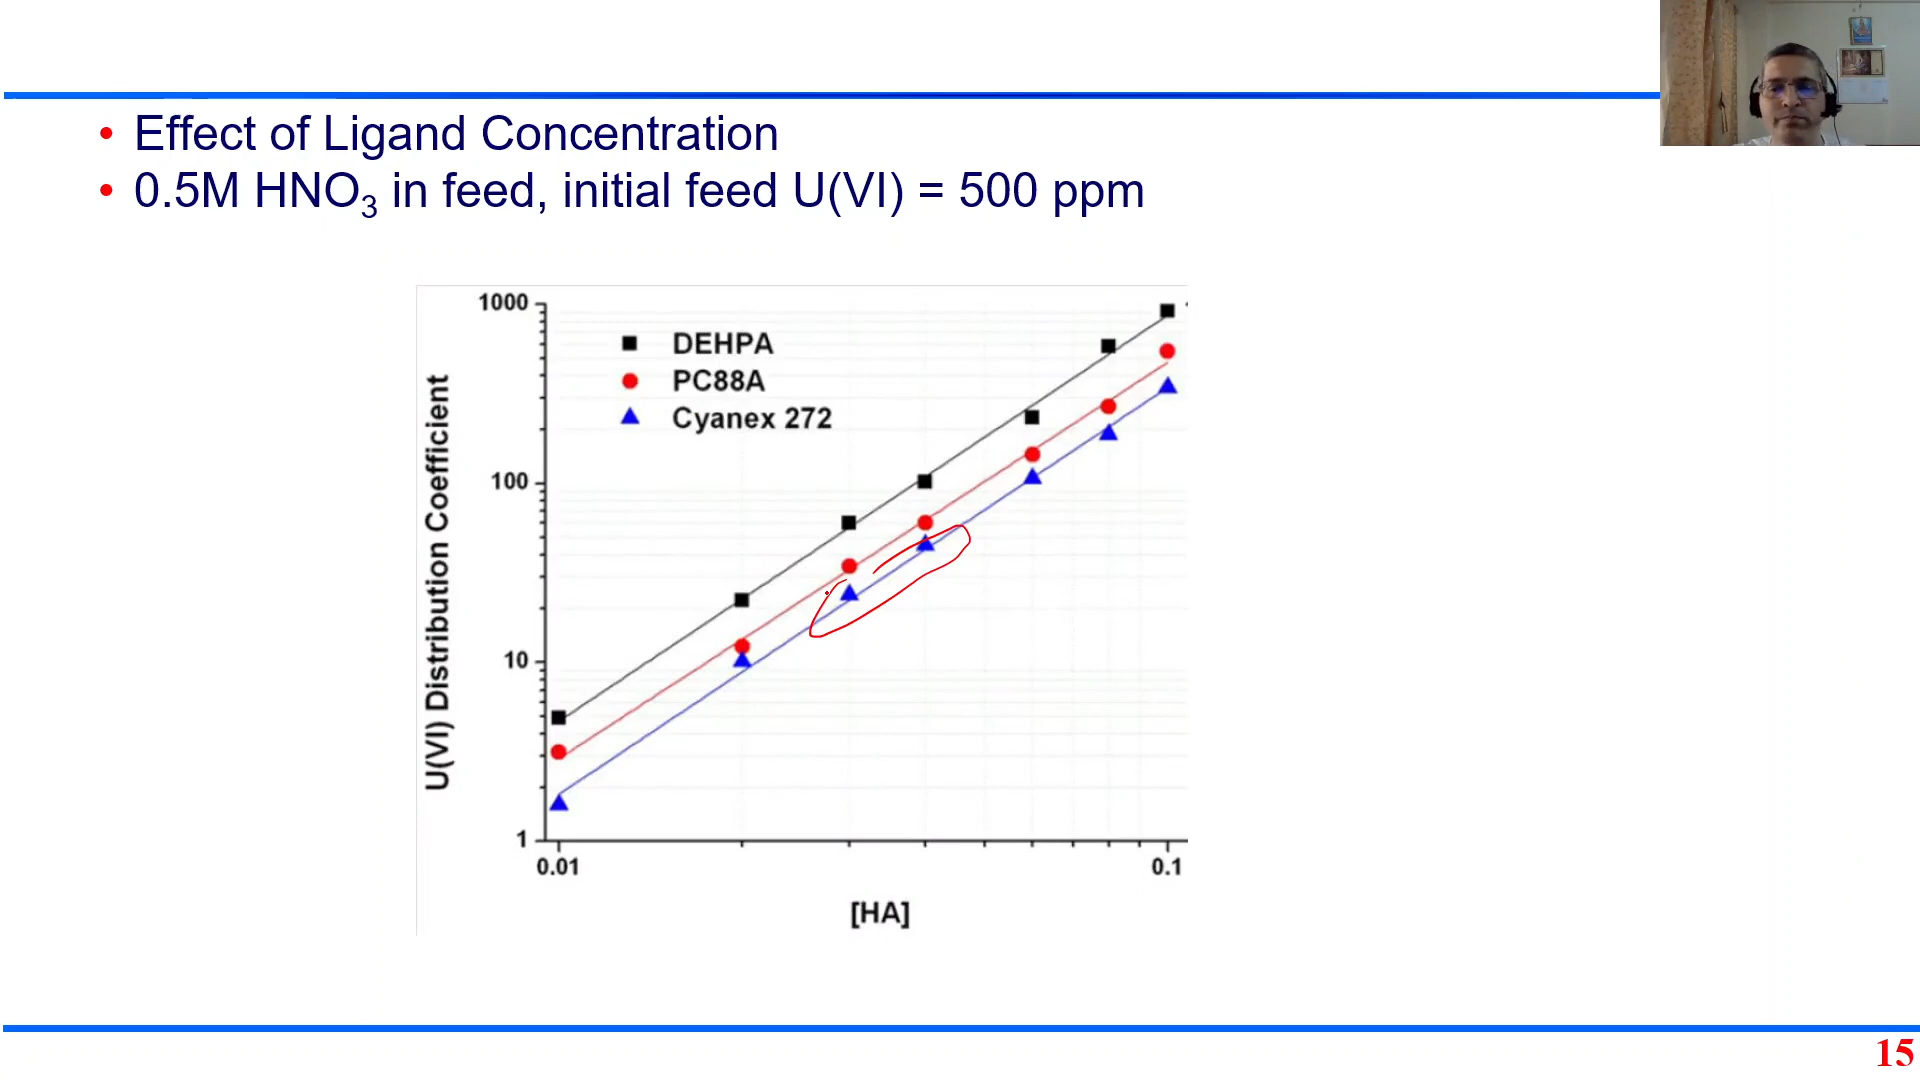 • Effect of Ligand Concentration
• 0.5M HNO₃ in feed, initial feed U(VI) = 500 ppm
1000
DEHPA
PC88A
Cyanex 272
100
10
1
U(VI) Distribution Coefficient
0.01
0.1
[HA]
15